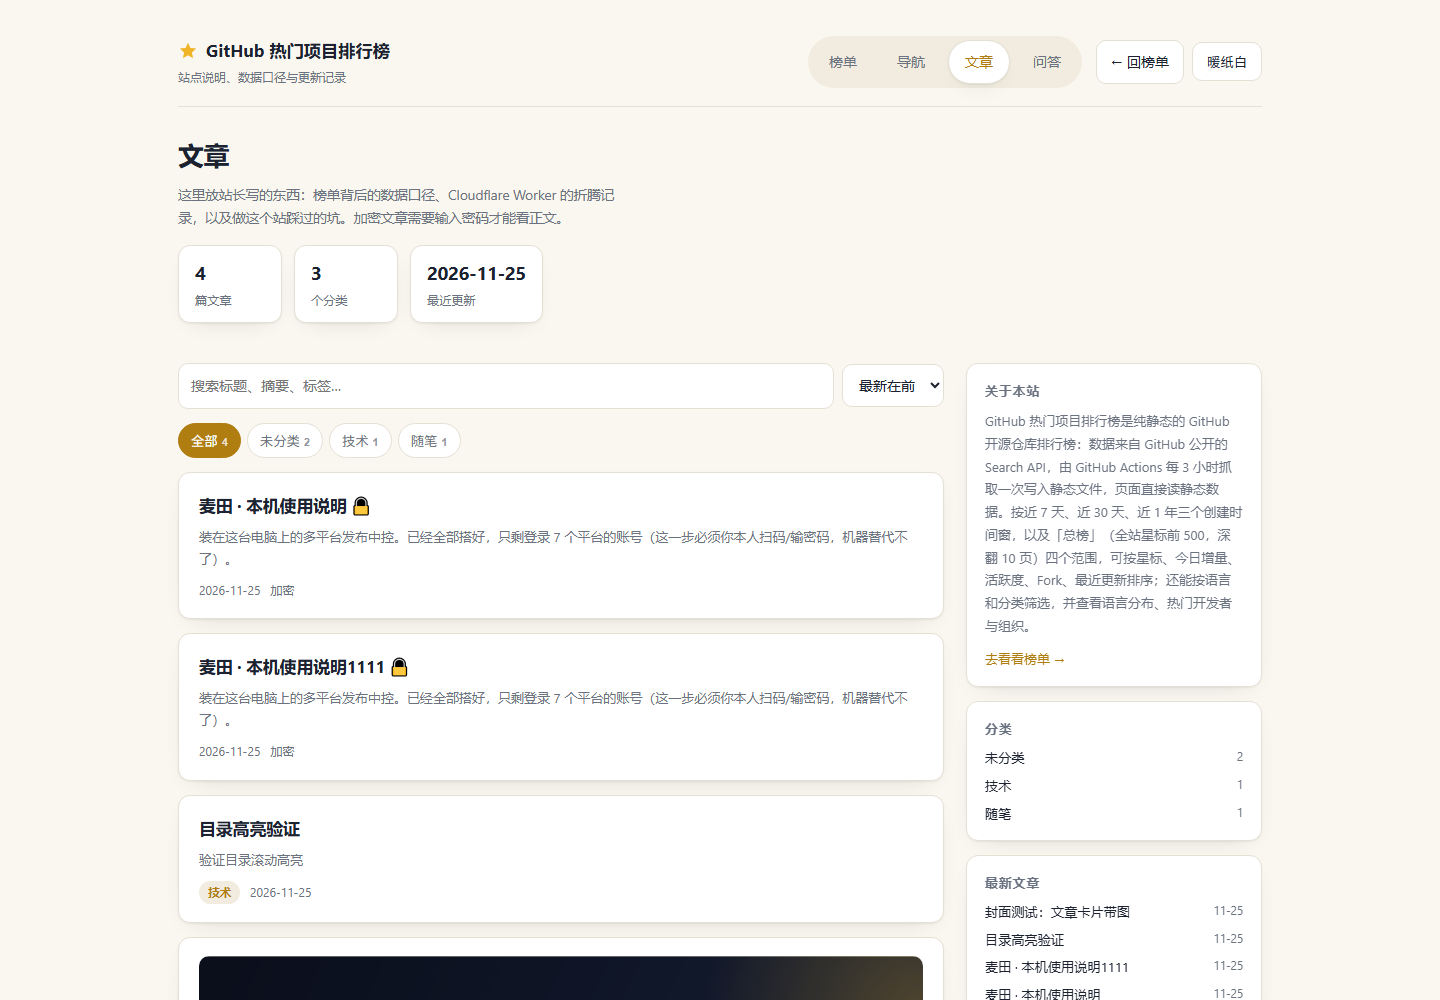 GitHub 热门项目排行榜
站点说明、数据口径与更新记录
榜单
导航
文章
问答
← 回榜单
暖纸白
文章
这里放站长写的东西：榜单背后的数据口径、Cloudflare Worker 的折腾记
录，以及做这个站踩过的坑。加密文章需要输入密码才能看正文。
4
篇文章
3
个分类
2026-11-25
最近更新
搜索标题、摘要、标签...
最新在前
全部 4
未分类 2
技术 1
随笔 1
麦田 · 本机使用说明
装在这台电脑上的多平台发布中控。已经全部搭好，只剩登录 7 个平台的账号（这一步必须你本人扫码/输密码，机器替代不
了）。
2026-11-25 加密
麦田 · 本机使用说明1111
装在这台电脑上的多平台发布中控。已经全部搭好，只剩登录 7 个平台的账号（这一步必须你本人扫码/输密码，机器替代不
了）。
2026-11-25 加密
目录高亮验证
验证目录滚动高亮
技术 2026-11-25
关于本站
GitHub 热门项目排行榜是纯静态的 GitHub
开源仓库排行榜：数据来自 GitHub 公开的
Search API，由 GitHub Actions 每 3 小时抓
取一次写入静态文件，页面直接读静态数
据。按近 7 天、近 30 天、近 1 年三个创建时
间窗，以及「总榜」（全站星标前 500，深
翻 10 页）四个范围，可按星标、今日增量、
活跃度、Fork、最近更新排序；还能按语言
和分类筛选，并查看语言分布、热门开发者
与组织。
去看看榜单 →
分类
未分类 2
技术 1
随笔 1
最新文章
封面测试：文章卡片带图 11-25
目录高亮验证 11-25
麦田 · 本机使用说明1111 11-25
麦田 · 本机使用说明 11-25